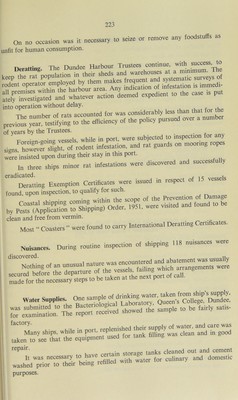 223
On no occasion was it necessary to seize or remove any foodstuffs as
unfit for human consumption.
Deratting. The Dundee Harbour Trustees continue, with success, to
keep the rat population in their sheds and warehouses at a minimum. The
rodent operator employed by them makes frequent and systematic surveys of
all premises within the harbour area. Any indication of infestation is immedi-
ately investigated and whatever action deemed expedient to the case is put
into operation without delay.
The number of rats accounted for was considerably less than that for the
previous year, testifying to the efficiency of the policy pursued over a number
of years by the Trustees.
Foreign-going vessels, while in port, were subjected to inspection for any
signs, however slight, of rodent infestation, and rat guards on mooring ropes
were insisted upon during their stay in this port.
In three ships minor rat infestations were discovered and successfully
eradicated.
Deratting Exemption Certificates were issued in respect of 15 vessels
found, upon inspection, to qualify for such.
Coastal shipping coming within the scope of the Prevention of Damage
by Pests (Application to Shipping) Order, 1951, were visited and found to be
clean and free from vermin.
Most " Coasters " were found to carry International Deratting Certificates.
Nuisances. During routine inspection of shipping 118 nuisances were
discovered.
Nothing of an unusual nature was encountered and abatement was usually
secured before the departure of the vessels, failing which arrangements were
made for the necessary steps to be taken at the next port of call.
Water Supplies. One sample of drinking water, taken from ship's supply,
was submitted to the Bacteriological Laboratory, Queen's College, Dundee,
for examination. The report received showed the sample to be fairly satis-
factory.
Many ships, while in port, replenished their supply of water, and care was
taken to see that the equipment used for tank filling was clean and in good
repair.
It was necessary to have certain storage tanks cleaned out and cement
washed prior to their being refilled with water for culinary and domestic
purposes.